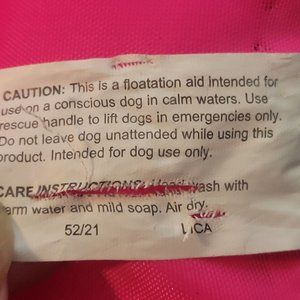 CAUTION: This is a floatation aid intended for
use on a conscious dog in calm waters. Use
rescue handle to lift dogs in emergencies only.
Do not leave dog unattended while using this
product. Intended for dog use only.
CARE INSTRUCTIONS: Hand wash with
warm water and mild soap. Air dry.
52/21